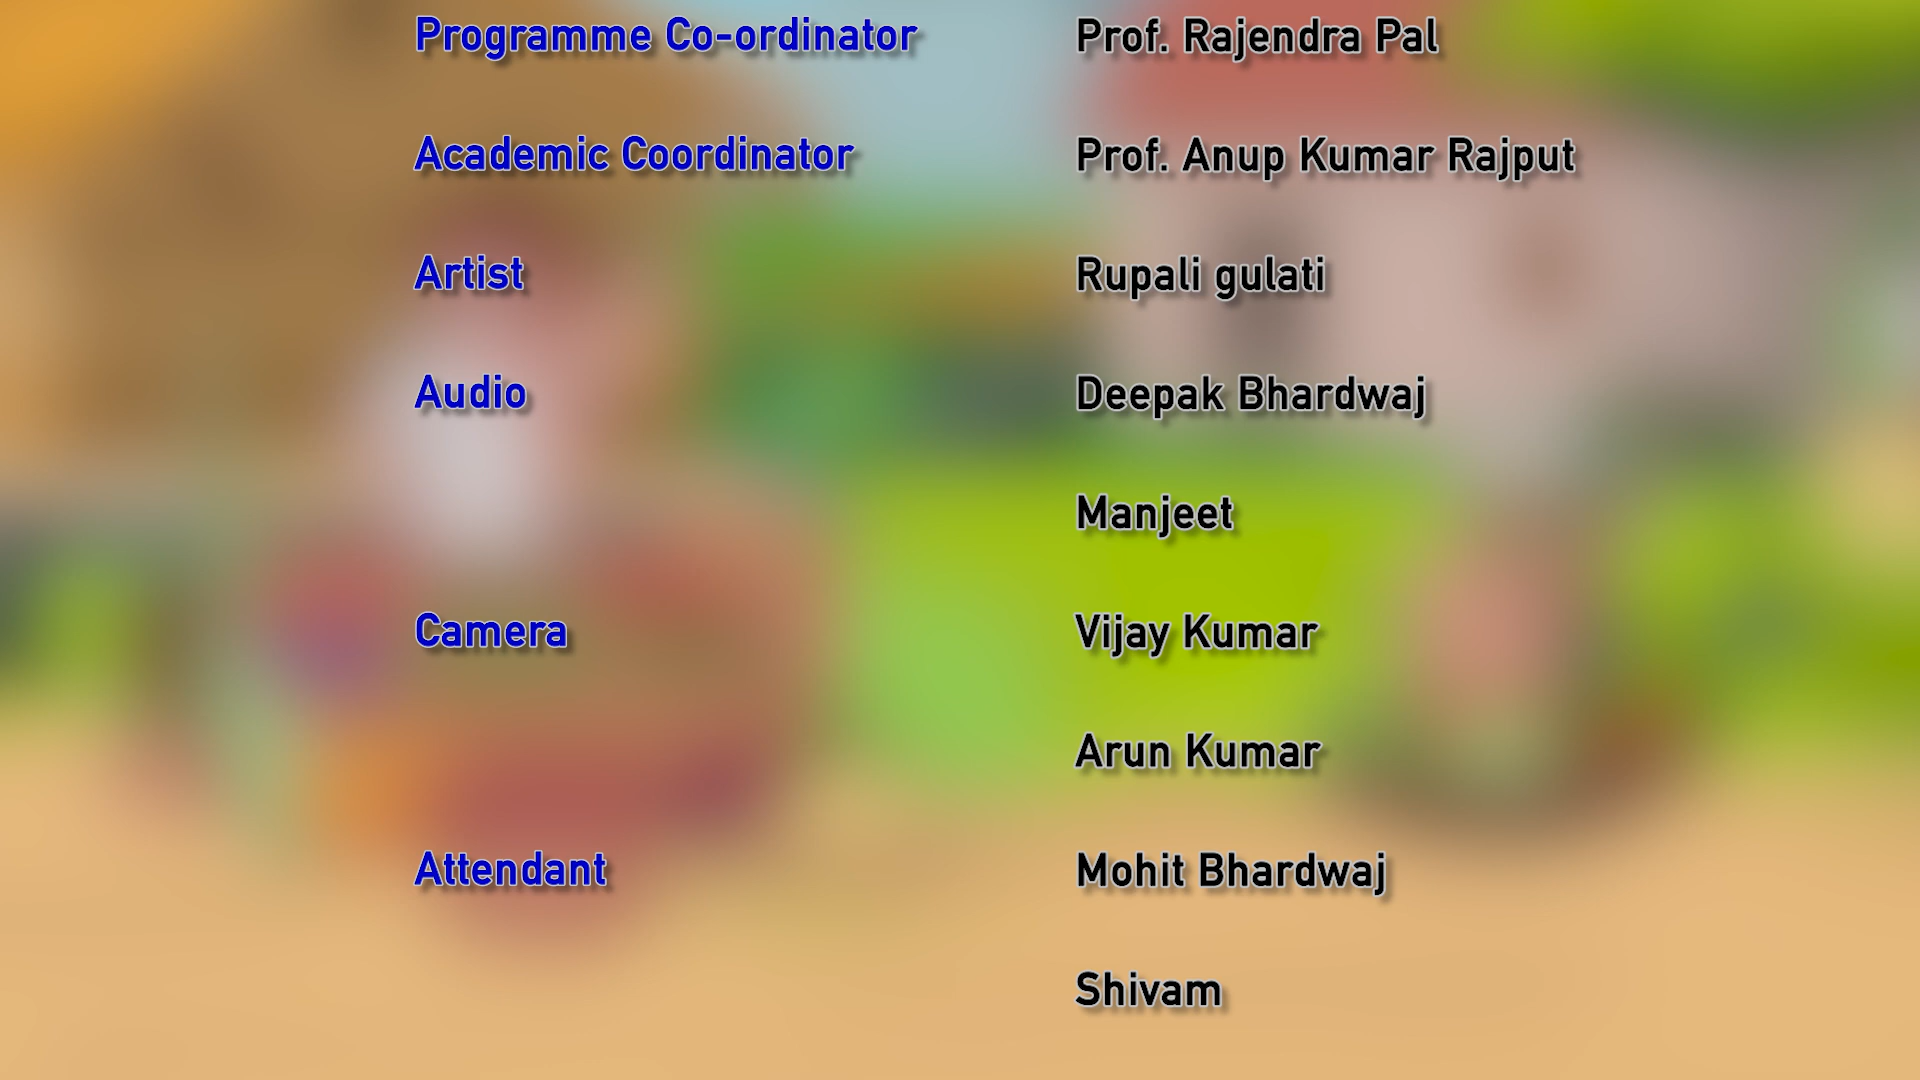 Programme Co-ordinator Prof. Rajendra Pal
Academic Coordinator Prof. Anup Kumar Rajput
Artist Rupali gulati
Audio Deepak Bhardwaj
Manjeet
Camera Vijay Kumar
Arun Kumar
Attendant Mohit Bhardwaj
Shivam